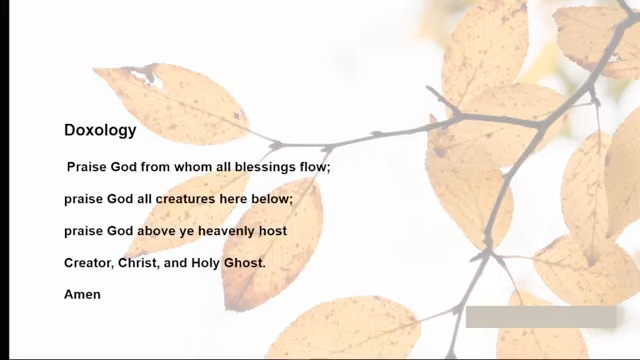 Doxology
Praise God from whom all blessings flow;
praise God all creatures here below;
praise God above ye heavenly host
Creator, Christ, and Holy Ghost.
Amen